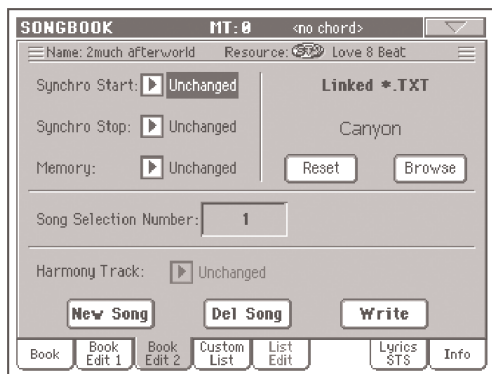 SONGBOOK MT:0 <no chord>
Name: 2much afterworld Resource: STY Love 8 Beat
Synchro Start: Unchanged Linked *.TXT
Synchro Stop: Unchanged Canyon
Memory: Unchanged Reset Browse
Song Selection Number: 1
Harmony Track: Unchanged
New Song Del Song Write
Book Book Edit 1 Book Edit 2 Custom List List Edit Lyrics STS Info